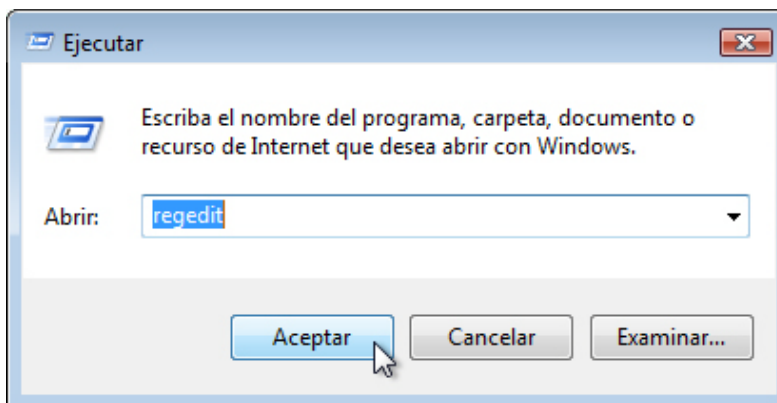 Ejecutar
Escriba el nombre del programa, carpeta, documento o
recurso de Internet que desea abrir con Windows.
Abrir: regedit
Aceptar Cancelar Examinar...